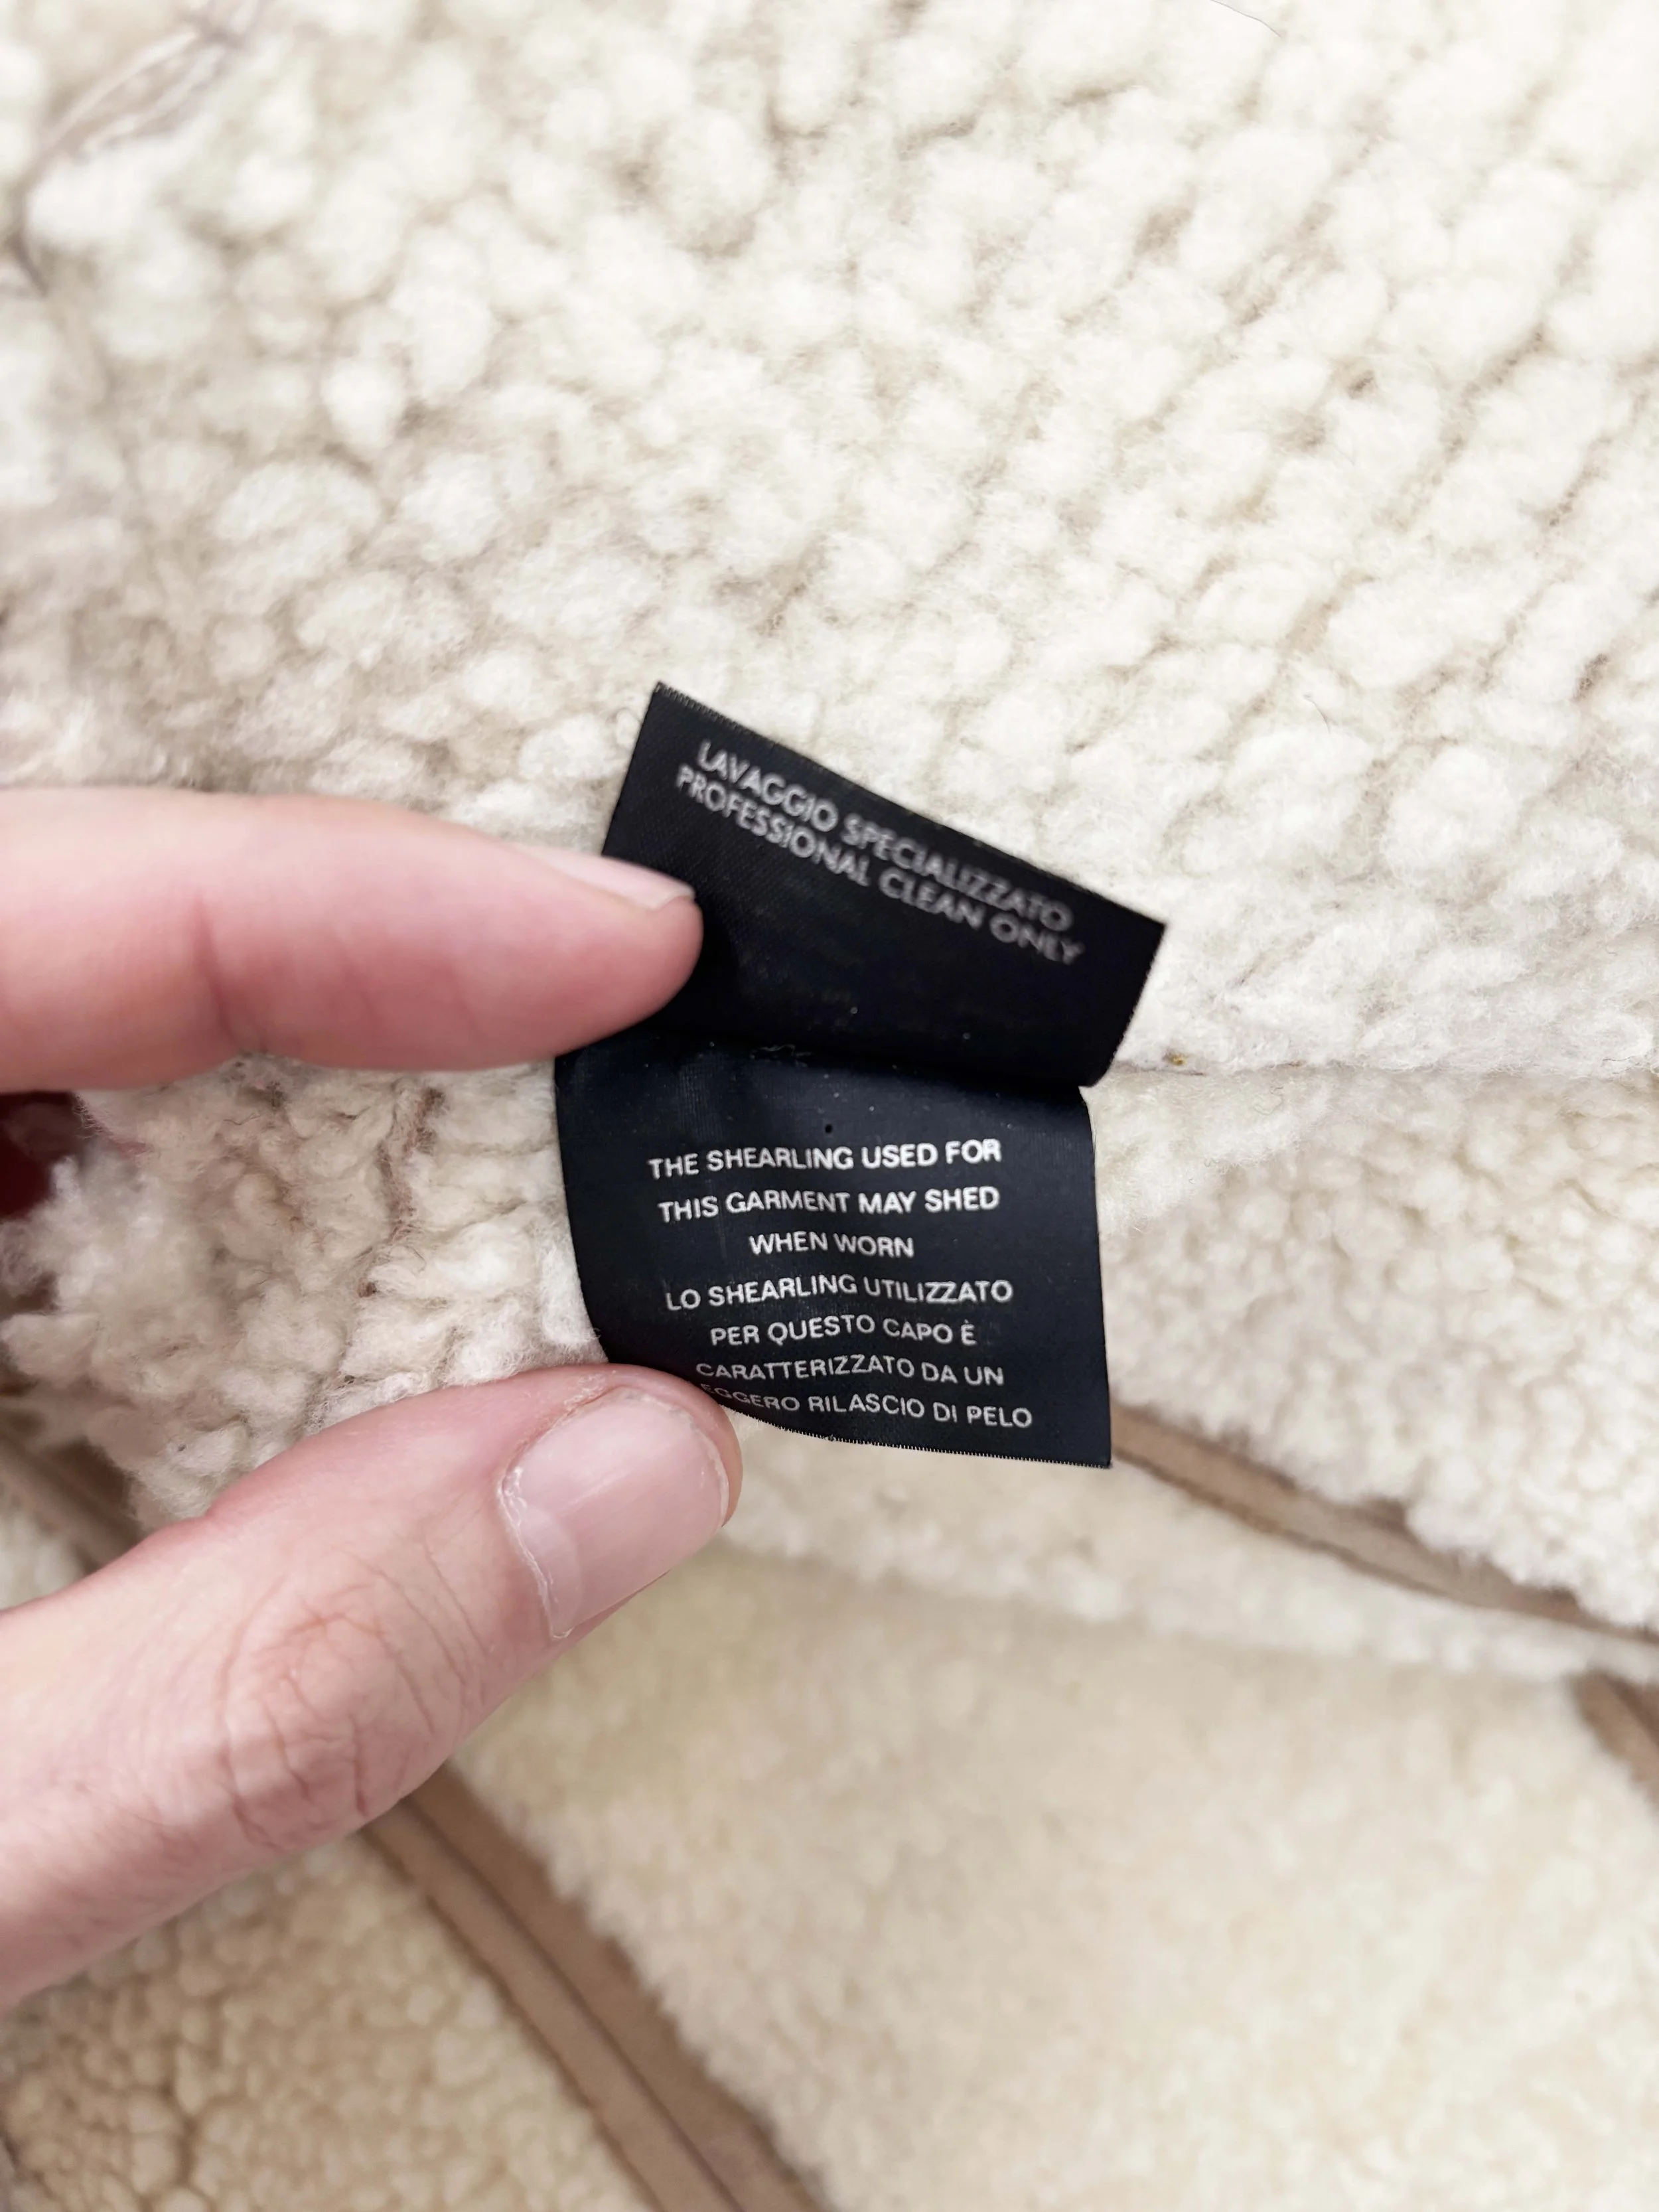 LAVAGGIO SPECIALIZZATO
PROFESSIONAL CLEAN ONLY
THE SHEARLING USED FOR
THIS GARMENT MAY SHED
WHEN WORN
LO SHEARLING UTILIZZATO
PER QUESTO CAPO È
CARATTERIZZATO DA UN
EGGERO RILASCIO DI PELO